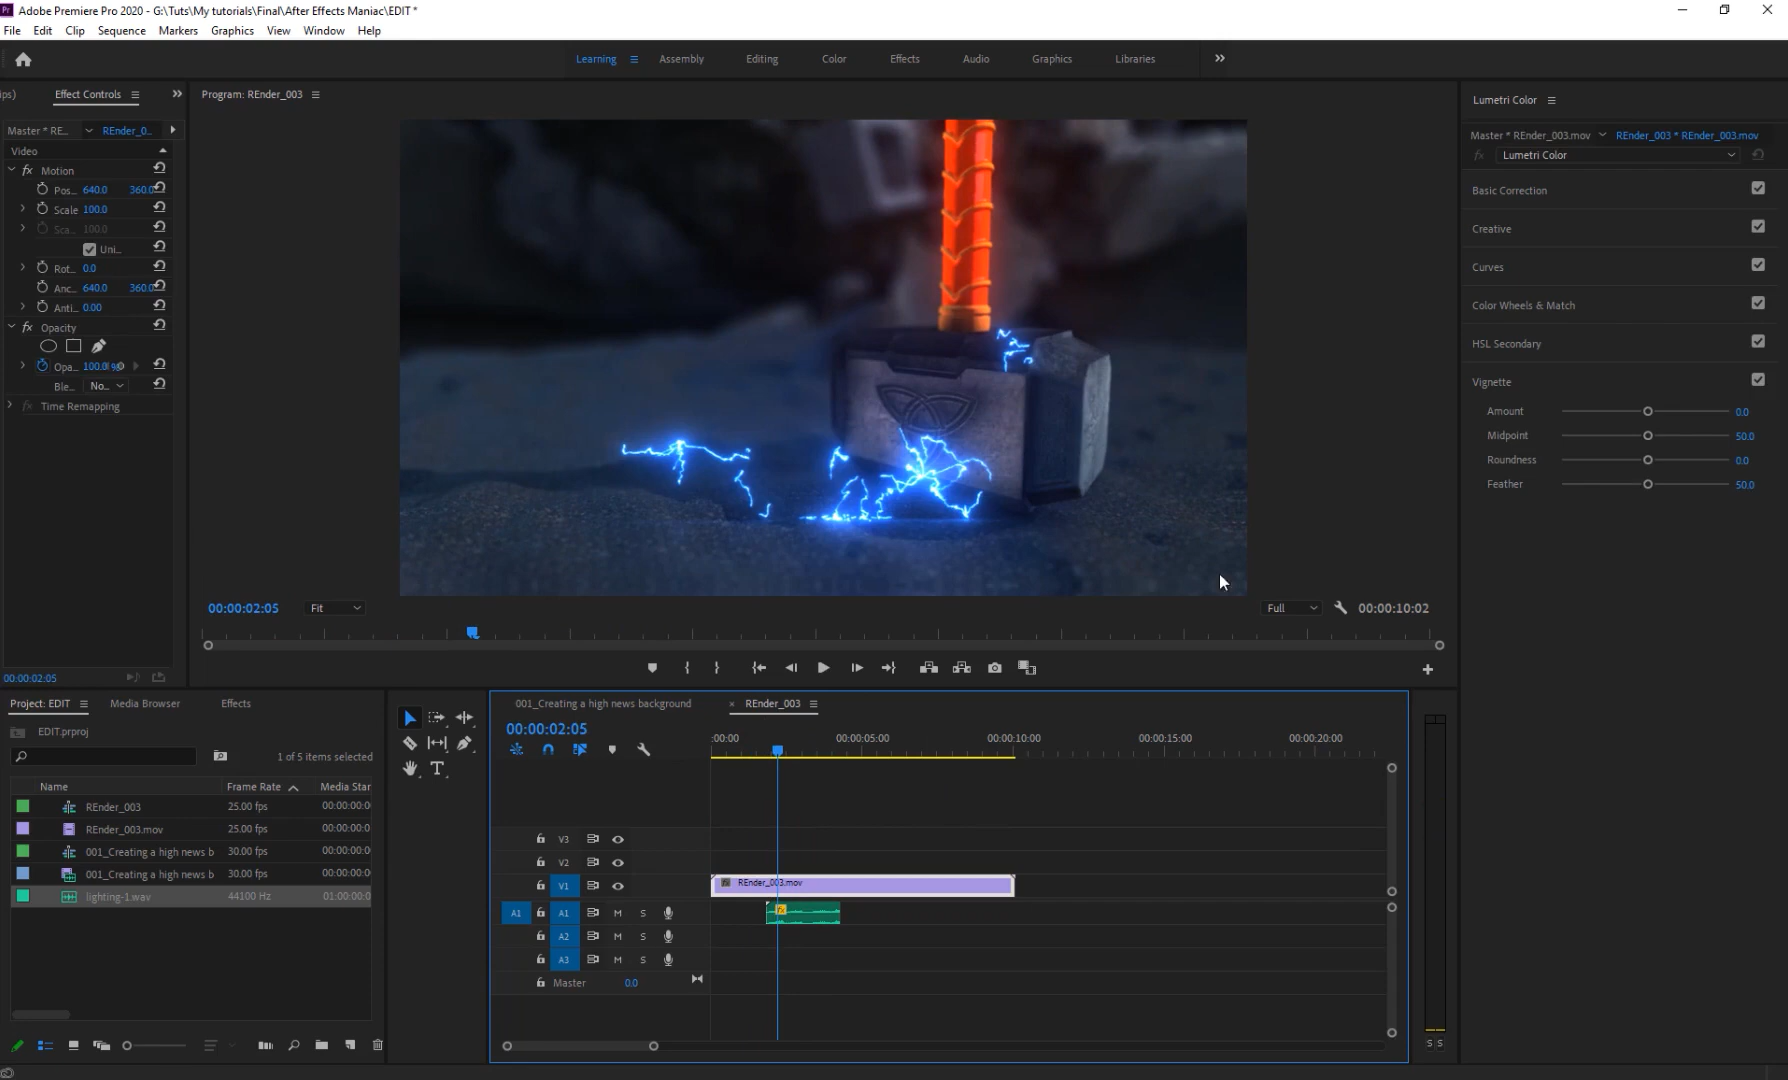 Pr Adobe Premiere Pro 2020 - G:\Tuts\My tutorials\Final\After Effects Maniac\EDIT *
File Edit Clip Sequence Markers Graphics View Window Help
Learning Assembly Editing Color Effects Audio Graphics Libraries
ips) Effect Controls
Program: REnder_003
Lumetri Color
Master * RE... REnder_0...
Master * REnder_003.mov REnder_003 * REnder_003.mov
Video
fx Lumetri Color
fx Motion
Pos... 640.0 360.0
Basic Correction
Scale 100.0
Sca... 100.0
Creative
Uni...
Rot... 0.0
Curves
Anc... 640.0 360.0
Anti... 0.00
Color Wheels & Match
fx Opacity
HSL Secondary
Opa... 100.0 %
Ble... No...
Vignette
fx Time Remapping
Amount 0.0
Midpoint 50.0
Roundness 0.0
Feather 50.0
00:00:02:05 Fit Full 00:00:10:02
00:00:02:05
Project: EDIT Media Browser Effects
001_Creating a high news background × REnder_003
EDIT.prproj
00:00:02:05
1 of 5 items selected
:00:00 00:00:05:00 00:00:10:00 00:00:15:00 00:00:20:00
Name Frame Rate Media Star
REnder_003 25.00 fps 00:00:00:0
REnder_003.mov 25.00 fps 00:00:00:0
001_Creating a high news b 30.00 fps 00:00:00:0
001_Creating a high news b 30.00 fps 00:00:00:0
lighting-1.wav 44100 Hz 01:00:00:0
V3
V2
V1 fx REnder_003.mov
A1 A1 M S fx
A2 M S
A3 M S
Master 0.0
S S